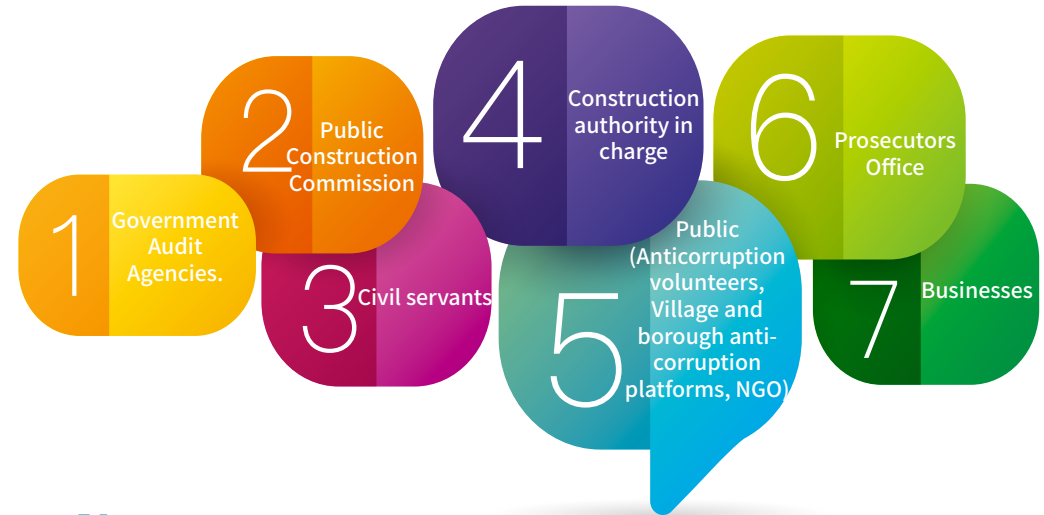 1
Government
Audit
Agencies.
2
Public
Construction
Commission
3
Civil servants
4
Construction
authority in
charge
5
Public
(Anticorruption
volunteers,
Village and
borough anti-
corruption
platforms, NGO)
6
Prosecutors
Office
7
Businesses